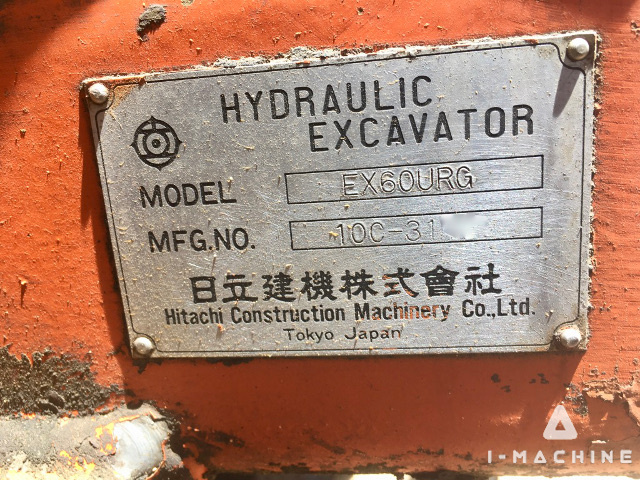 HYDRAULIC
EXCAVATOR
MODEL EX60URG
MFG.NO. 10C-31
日立建機株式會社
Hitachi Construction Machinery Co.,Ltd.
Tokyo Japan
I-MACHINE